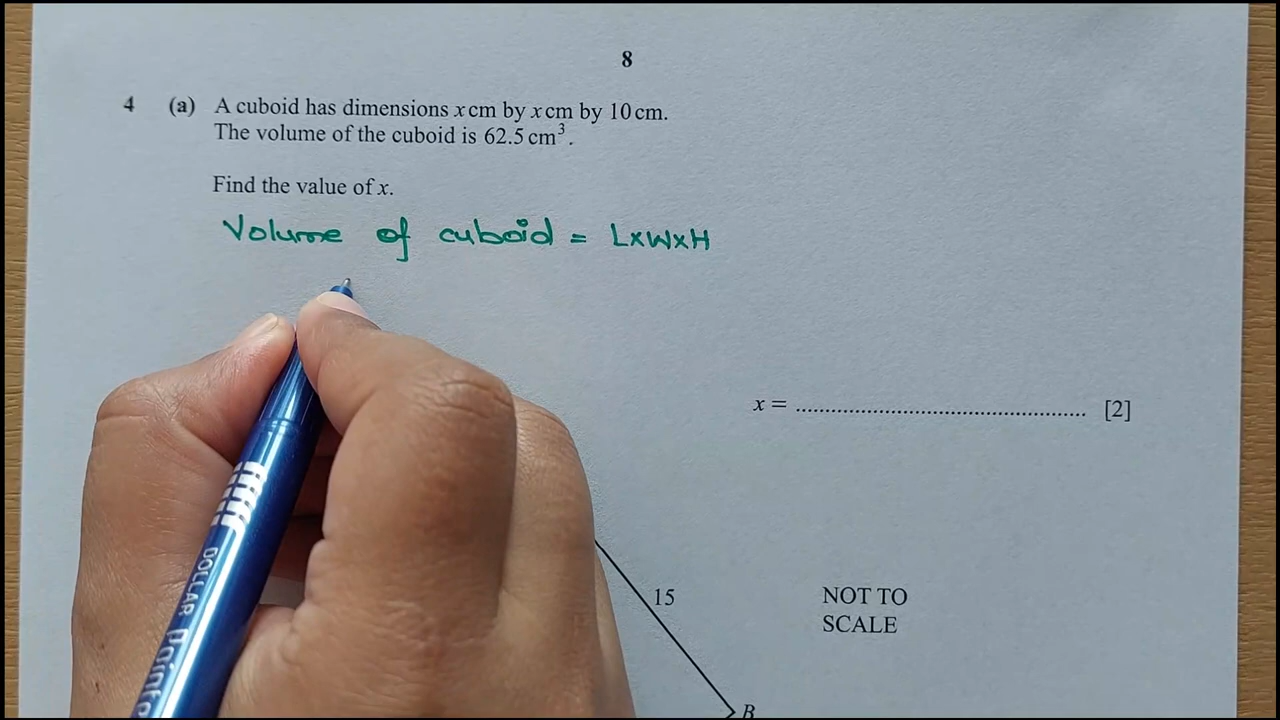 8
4 (a) A cuboid has dimensions x cm by x cm by 10 cm.
The volume of the cuboid is 62.5 cm³.
Find the value of x.
Volume of cuboid = L×W×H
x = .................................................. [2]
15
NOT TO
SCALE
B
DOLLAR Pointe